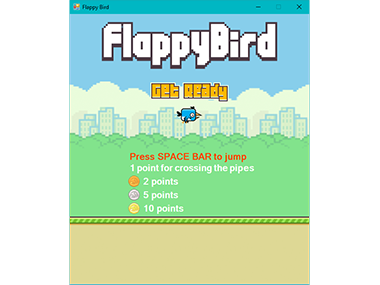 Flappy Bird
FlappyBird
Get Ready
Press SPACE BAR to jump
1 point for crossing the pipes
2 points
5 points
10 points